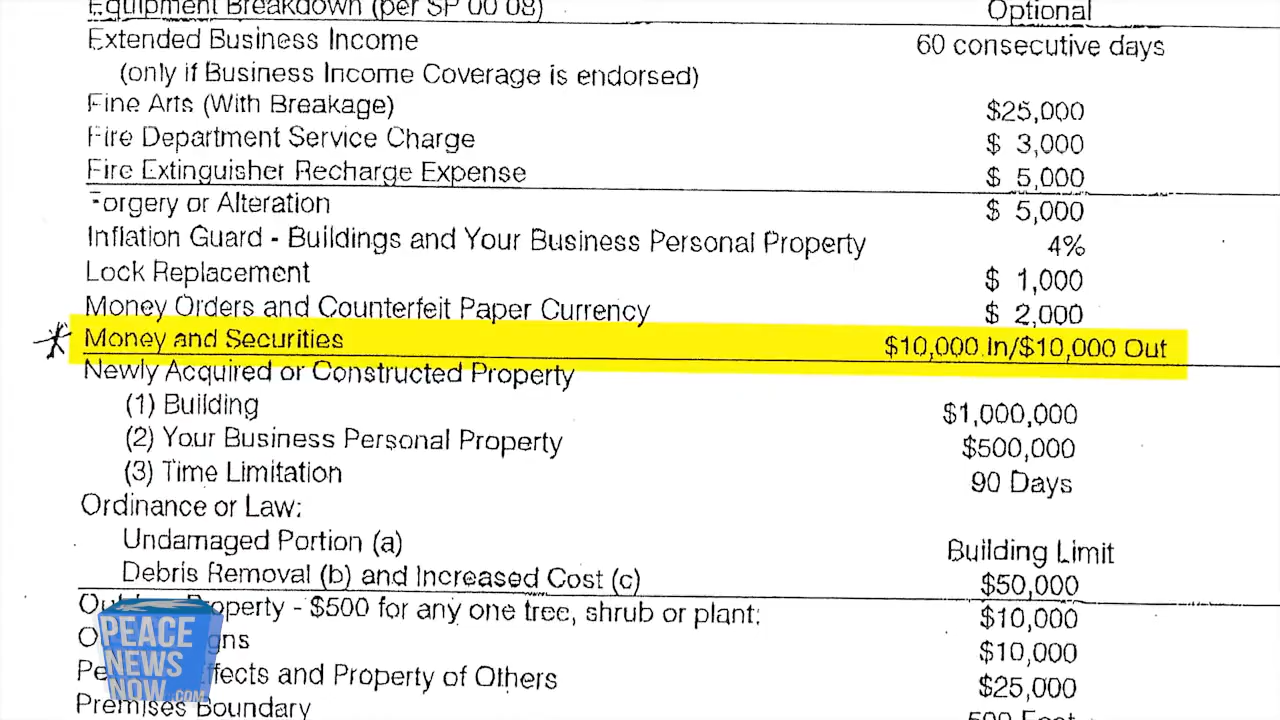 Equipment Breakdown (per SP 00 08) Optional
Extended Business Income 60 consecutive days
(only if Business Income Coverage is endorsed)
Fine Arts (With Breakage) $25,000
Fire Department Service Charge $ 3,000
Fire Extinguisher Recharge Expense $ 5,000
Forgery or Alteration $ 5,000
Inflation Guard - Buildings and Your Business Personal Property 4%
Lock Replacement $ 1,000
Money Orders and Counterfeit Paper Currency $ 2,000
Money and Securities $10,000 In/$10,000 Out
Newly Acquired or Constructed Property
(1) Building $1,000,000
(2) Your Business Personal Property $500,000
(3) Time Limitation 90 Days
Ordinance or Law:
Undamaged Portion (a) Building Limit
Debris Removal (b) and Increased Cost (c) $50,000
Property - $500 for any one tree, shrub or plant: $10,000
$10,000
and Property of Others $25,000
Premises Boundary
PEACE
NEWS
NOW.COM